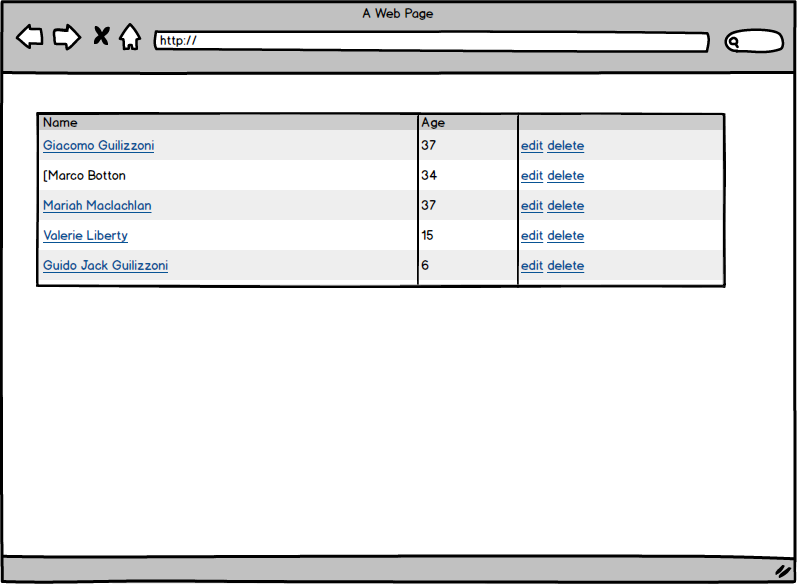 A Web Page
http://
Name Age
Giacomo Guilizzoni 37 edit delete
[Marco Botton 34 edit delete
Mariah Maclachlan 37 edit delete
Valerie Liberty 15 edit delete
Guido Jack Guilizzoni 6 edit delete